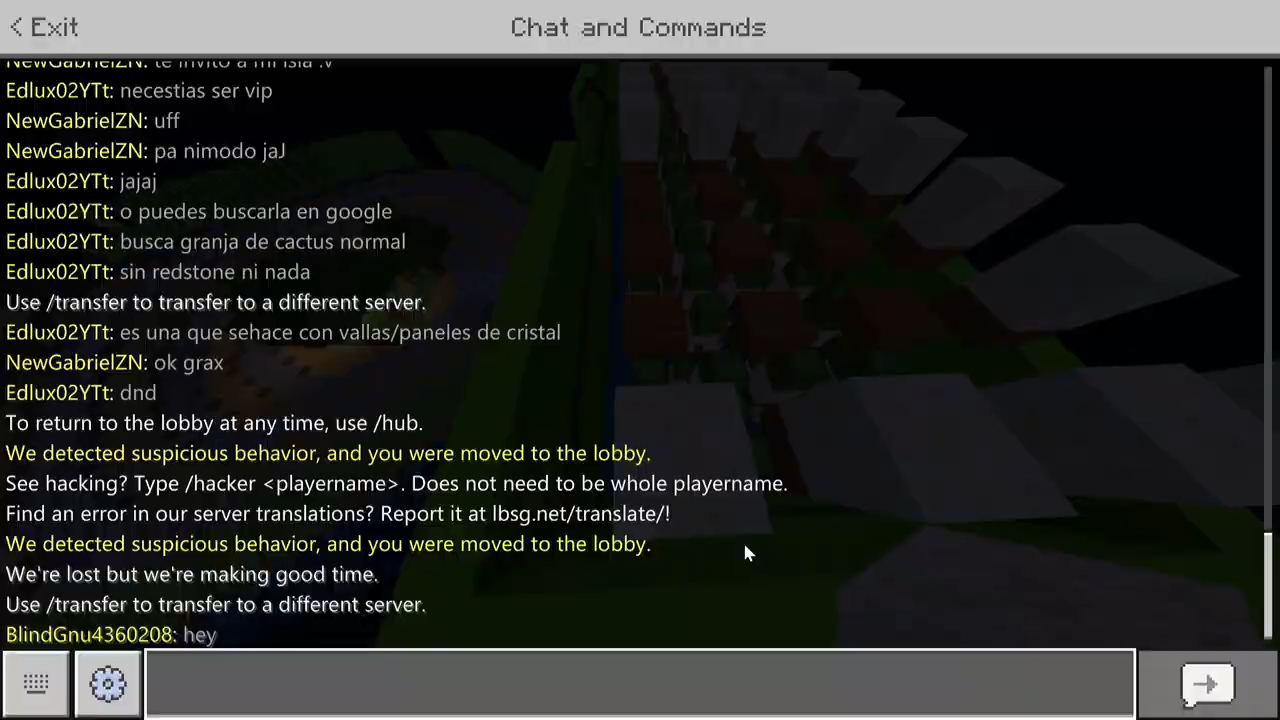 < Exit
Chat and Commands
NewGabrielZN: te invito a mi isla :v
Edlux02YTt: necestias ser vip
NewGabrielZN: uff
NewGabrielZN: pa nimodo jaJ
Edlux02YTt: jajaj
Edlux02YTt: o puedes buscarla en google
Edlux02YTt: busca granja de cactus normal
Edlux02YTt: sin redstone ni nada
Use /transfer to transfer to a different server.
Edlux02YTt: es una que sehace con vallas/paneles de cristal
NewGabrielZN: ok grax
Edlux02YTt: dnd
To return to the lobby at any time, use /hub.
We detected suspicious behavior, and you were moved to the lobby.
See hacking? Type /hacker <playername>. Does not need to be whole playername.
Find an error in our server translations? Report it at lbsg.net/translate/!
We detected suspicious behavior, and you were moved to the lobby.
We're lost but we're making good time.
Use /transfer to transfer to a different server.
BlindGnu4360208: hey